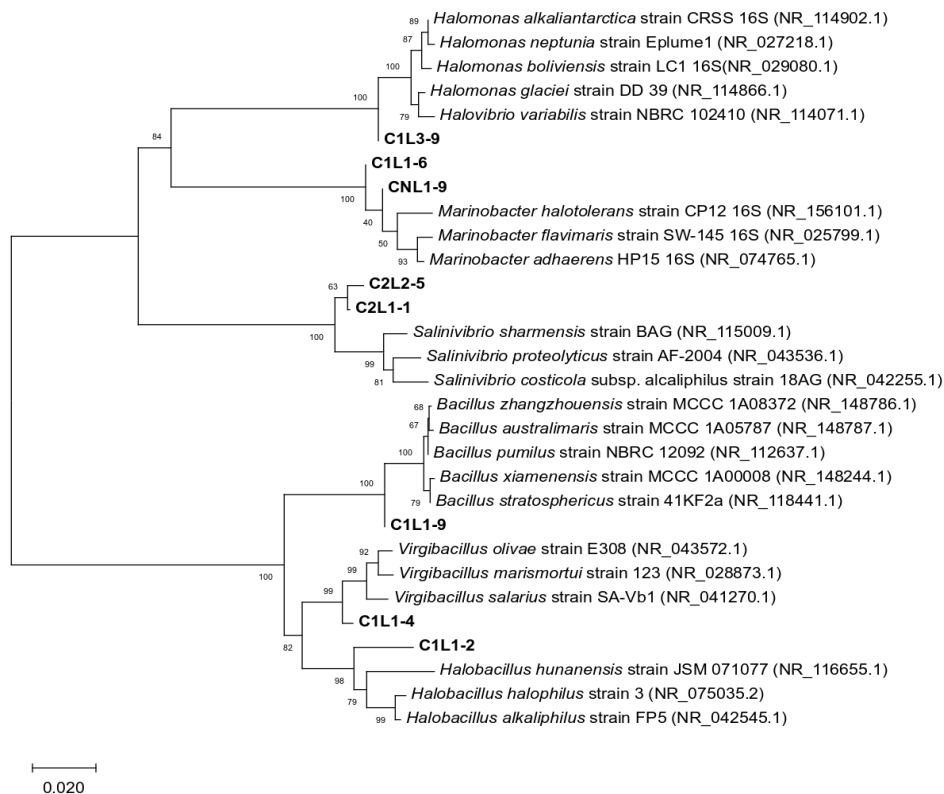 89
Halomonas alkaliantarctica strain CRSS 16S (NR_114902.1)
87
Halomonas neptunia strain Eplume1 (NR_027218.1)
100
Halomonas boliviensis strain LC1 16S(NR_029080.1)
Halomonas glaciei strain DD 39 (NR_114866.1)
100
79
Halovibrio variabilis strain NBRC 102410 (NR_114071.1)
84
C1L3-9
C1L1-6
100
CNL1-9
40
Marinobacter halotolerans strain CP12 16S (NR_156101.1)
50
Marinobacter flavimaris strain SW-145 16S (NR_025799.1)
93
Marinobacter adhaerens HP15 16S (NR_074765.1)
63
C2L2-5
C2L1-1
100
Salinivibrio sharmensis strain BAG (NR_115009.1)
99
Salinivibrio proteolyticus strain AF-2004 (NR_043536.1)
81
Salinivibrio costicola subsp. alcaliphilus strain 18AG (NR_042255.1)
68
Bacillus zhangzhouensis strain MCCC 1A08372 (NR_148786.1)
67
Bacillus australimaris strain MCCC 1A05787 (NR_148787.1)
100
Bacillus pumilus strain NBRC 12092 (NR_112637.1)
Bacillus xiamenensis strain MCCC 1A00008 (NR_148244.1)
100
79
Bacillus stratosphericus strain 41KF2a (NR_118441.1)
C1L1-9
92
Virgibacillus olivae strain E308 (NR_043572.1)
100
99
Virgibacillus marismortui strain 123 (NR_028873.1)
99
Virgibacillus salarius strain SA-Vb1 (NR_041270.1)
C1L1-4
82
C1L1-2
98
Halobacillus hunanensis strain JSM 071077 (NR_116655.1)
79
Halobacillus halophilus strain 3 (NR_075035.2)
99
Halobacillus alkaliphilus strain FP5 (NR_042545.1)
0.020